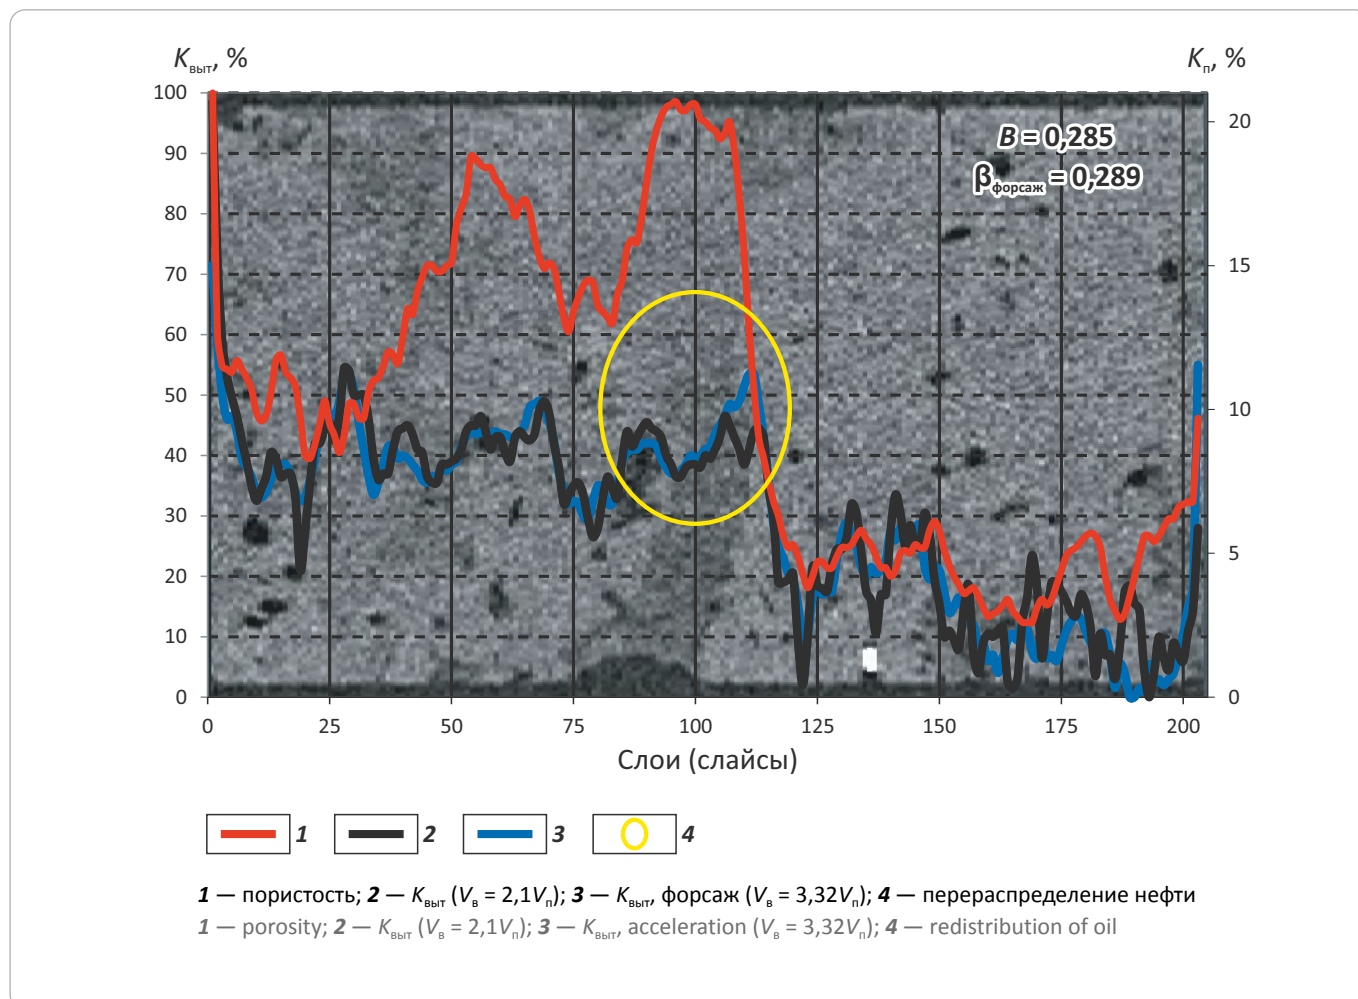 Kвыт, %
Kп, %
100
90
80
70
60
50
40
30
20
10
0
20
15
10
5
0
B = 0,285
βфорсаж = 0,289
0 25 50 75 100 125 150 175 200
Слои (слайсы)
1 2 3 4
1 — пористость; 2 — Kвыт (Vв = 2,1Vп); 3 — Kвыт, форсаж (Vв = 3,32Vп); 4 — перераспределение нефти
1 — porosity; 2 — Kвыт (Vв = 2,1Vп); 3 — Kвыт, acceleration (Vв = 3,32Vп); 4 — redistribution of oil